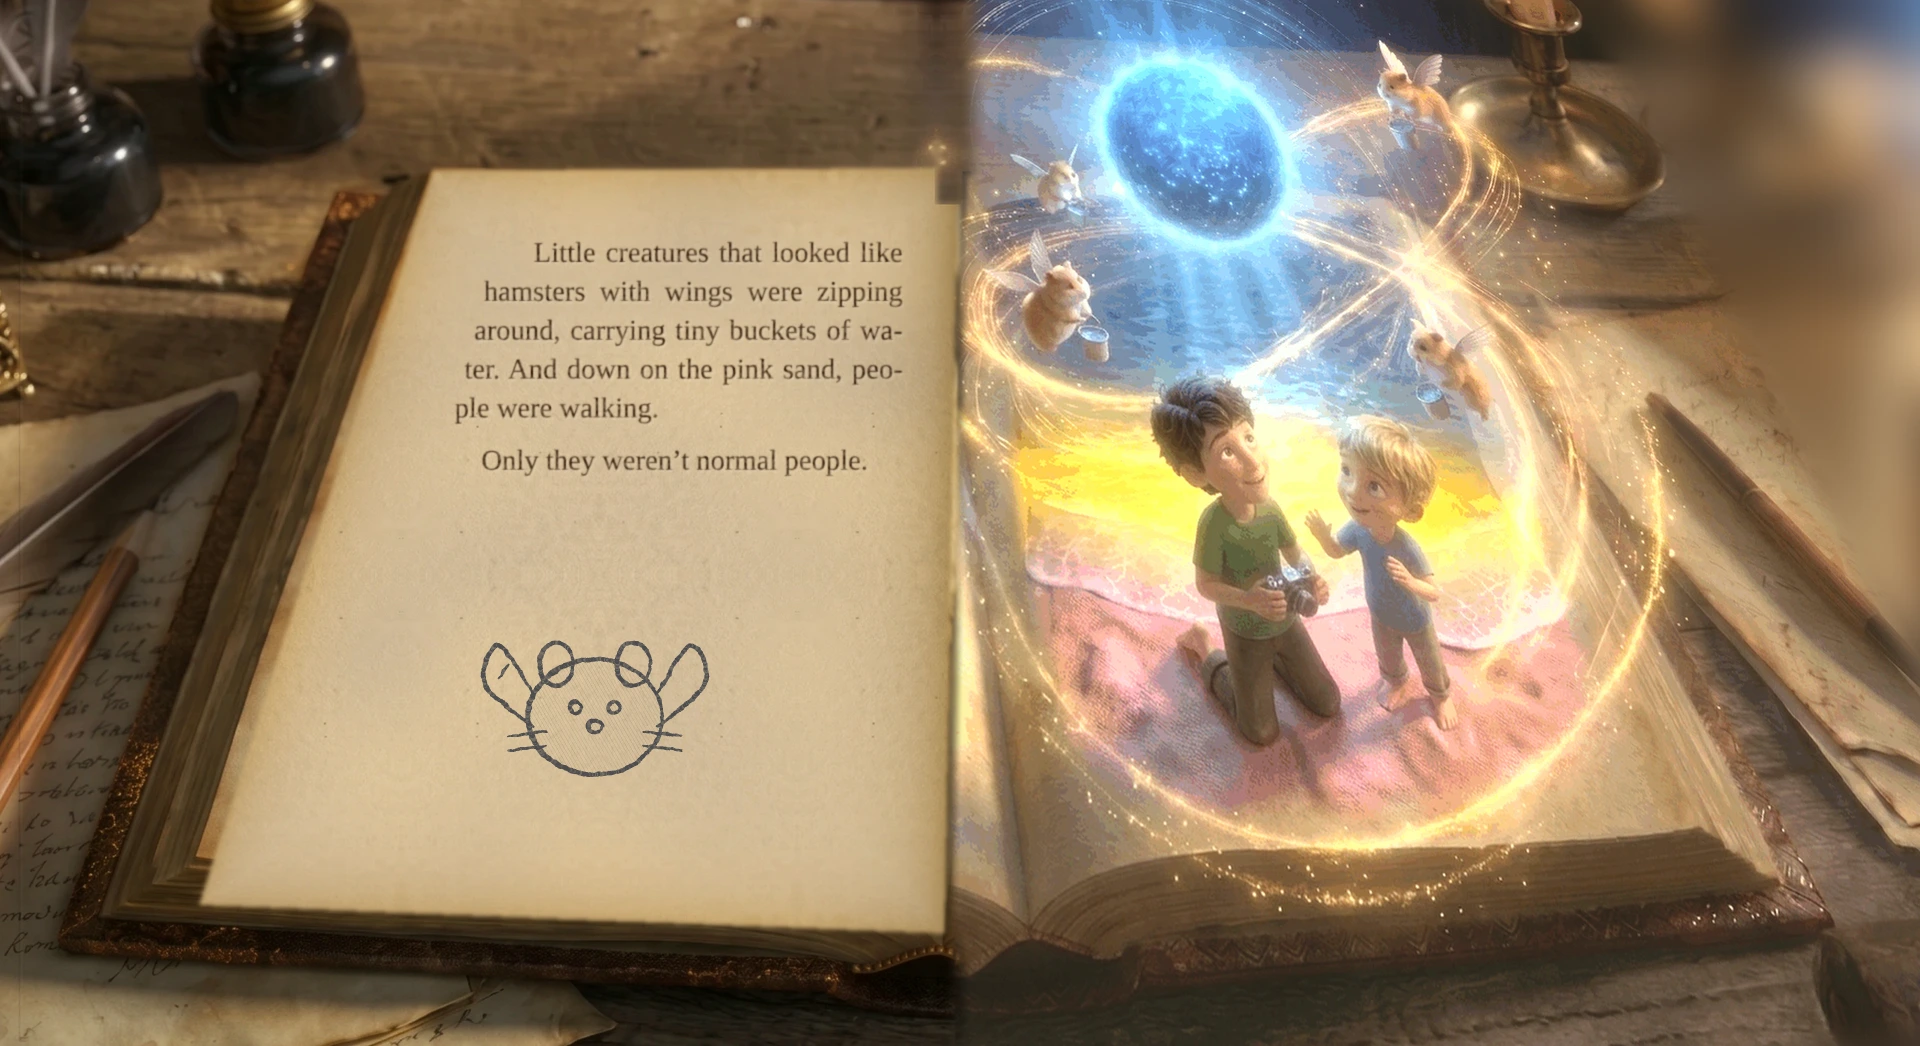 Little creatures that looked like
hamsters with wings were zipping
around, carrying tiny buckets of wa-
ter. And down on the pink sand, peo-
ple were walking.
Only they weren’t normal people.